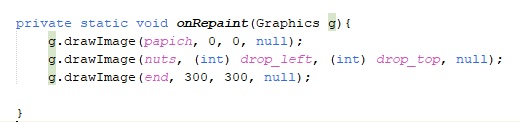 private static void onRepaint(Graphics g){
g.drawImage(papich, 0, 0, null);
g.drawImage(nuts, (int) drop_left, (int) drop_top, null);
g.drawImage(end, 300, 300, null);
}